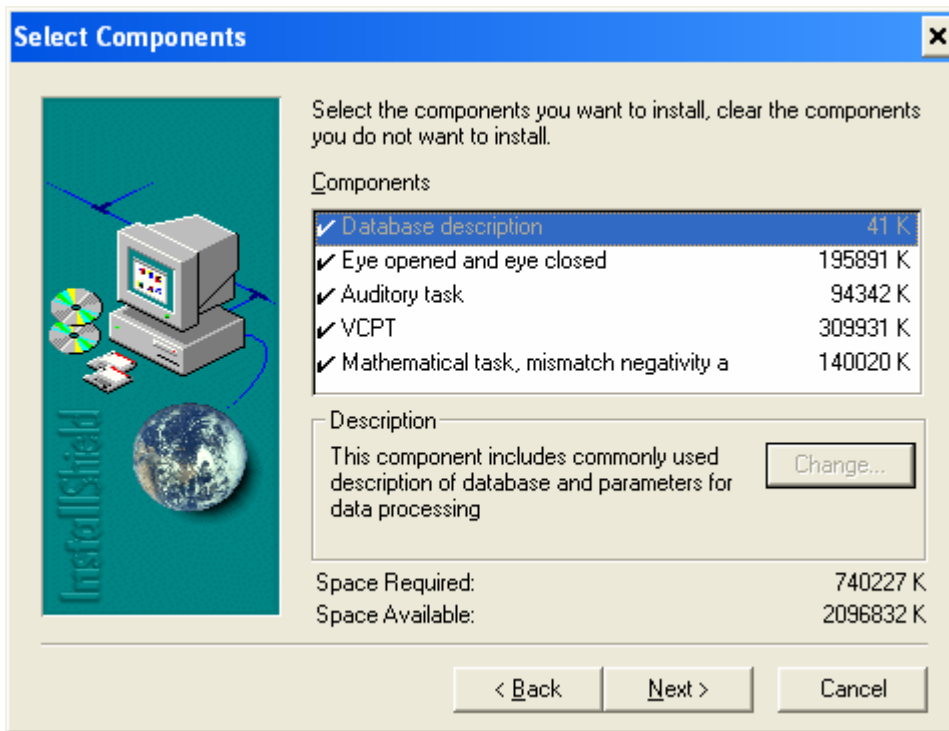 Select Components
Select the components you want to install, clear the components
you do not want to install.
Components
Database description 41 K
Eye opened and eye closed 195891 K
Auditory task 94342 K
VCPT 309931 K
Mathematical task, mismatch negativity a 140020 K
Description
This component includes commonly used
description of database and parameters for
data processing
Change...
InstallShield
Space Required: 740227 K
Space Available: 2096832 K
< Back
Next >
Cancel